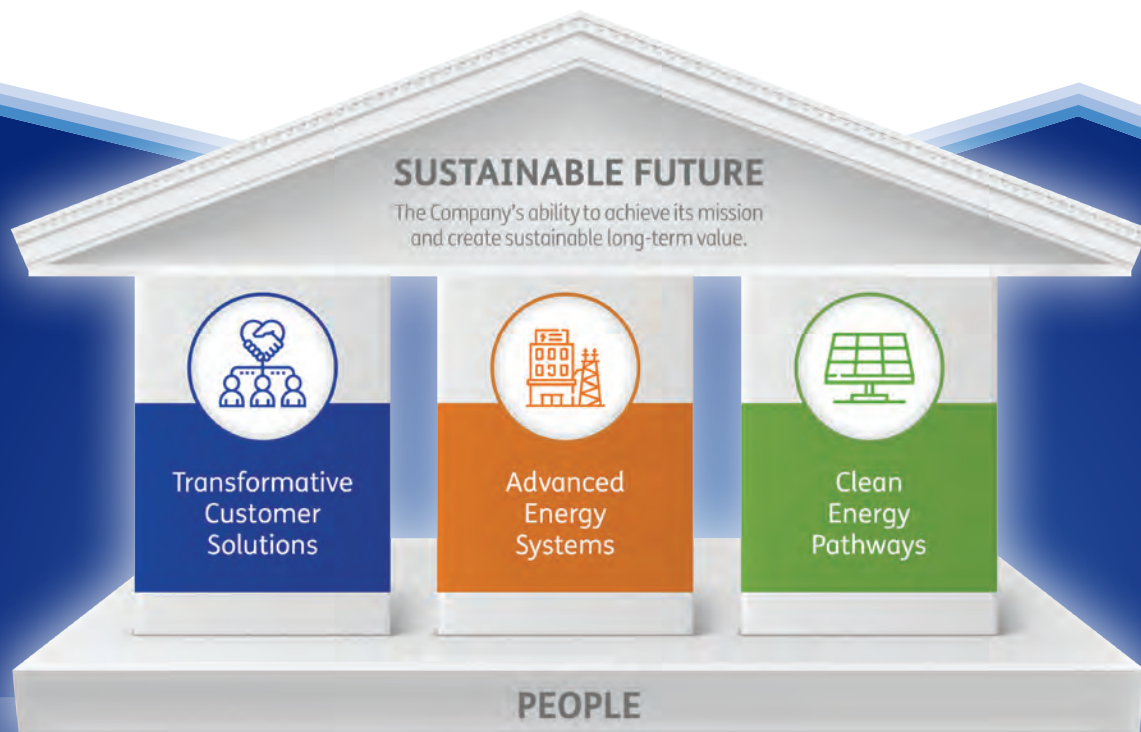 SUSTAINABLE FUTURE
The Company's ability to achieve its mission
and create sustainable long-term value.
Transformative
Customer
Solutions
Advanced
Energy
Systems
Clean
Energy
Pathways
PEOPLE